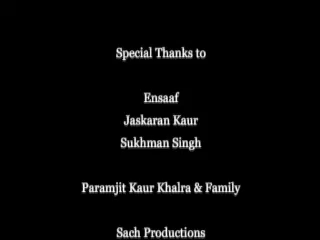 Special Thanks to
Ensaaf
Jaskaran Kaur
Sukhman Singh
Paramjit Kaur Khalra & Family
Sach Productions